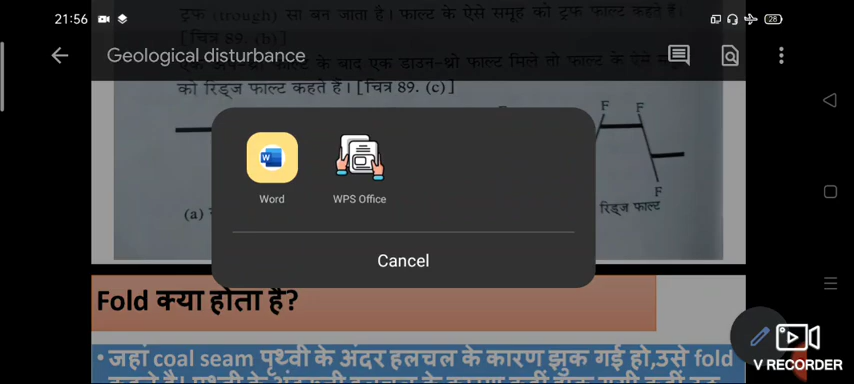 21:56
28
ट्रफ (trough) सा बन जाता है। फाल्ट के ऐसे समूह को ट्रफ फाल्ट कहते हैं।
[चित्र 89. (b)]
Geological disturbance
के बाद एक डाउन-थ्रो फाल्ट मिले तो फाल्ट के ऐसे
को रिड्ज फाल्ट कहते हैं। [चित्र 89. (c)]
F F
F
(a)
रिड्ज फाल्ट
Word
WPS Office
Cancel
Fold क्या होता है?
• जहां coal seam पृथ्वी के अंदर हलचल के कारण झुक गई हो,उसे fold
V RECORDER